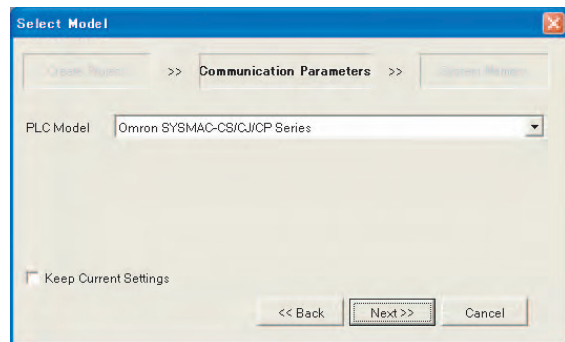 Select Model
>> Communication Parameters >>
PLC Model Omron SYSMAC-CS/CJ/CP Series
Keep Current Settings
<< Back Next >> Cancel